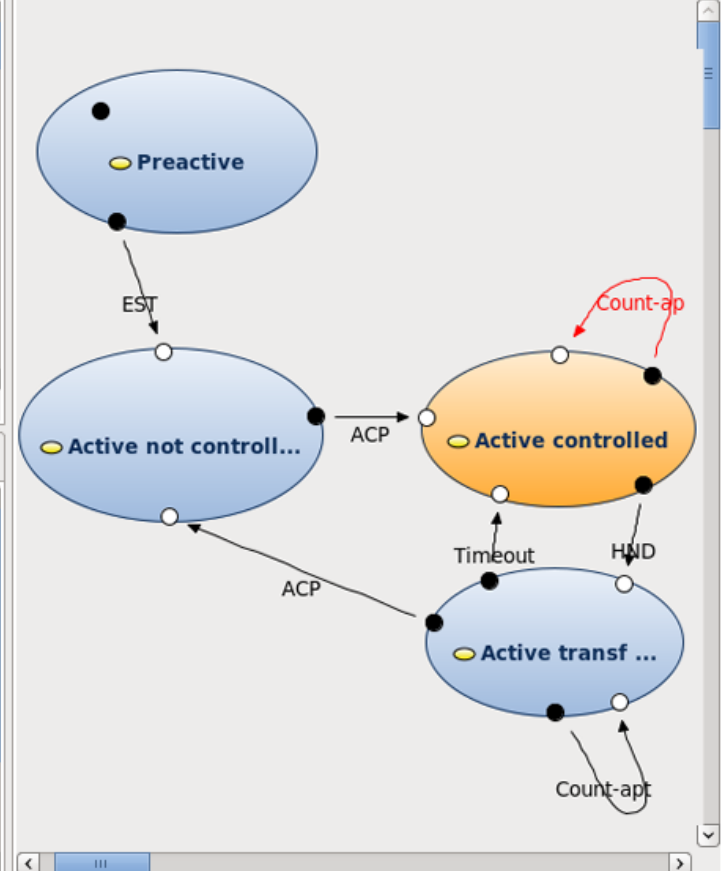 Preactive
EST
Count-ap
Active not controll...
ACP
Active controlled
Timeout
HND
ACP
Active transf ...
Count-apt